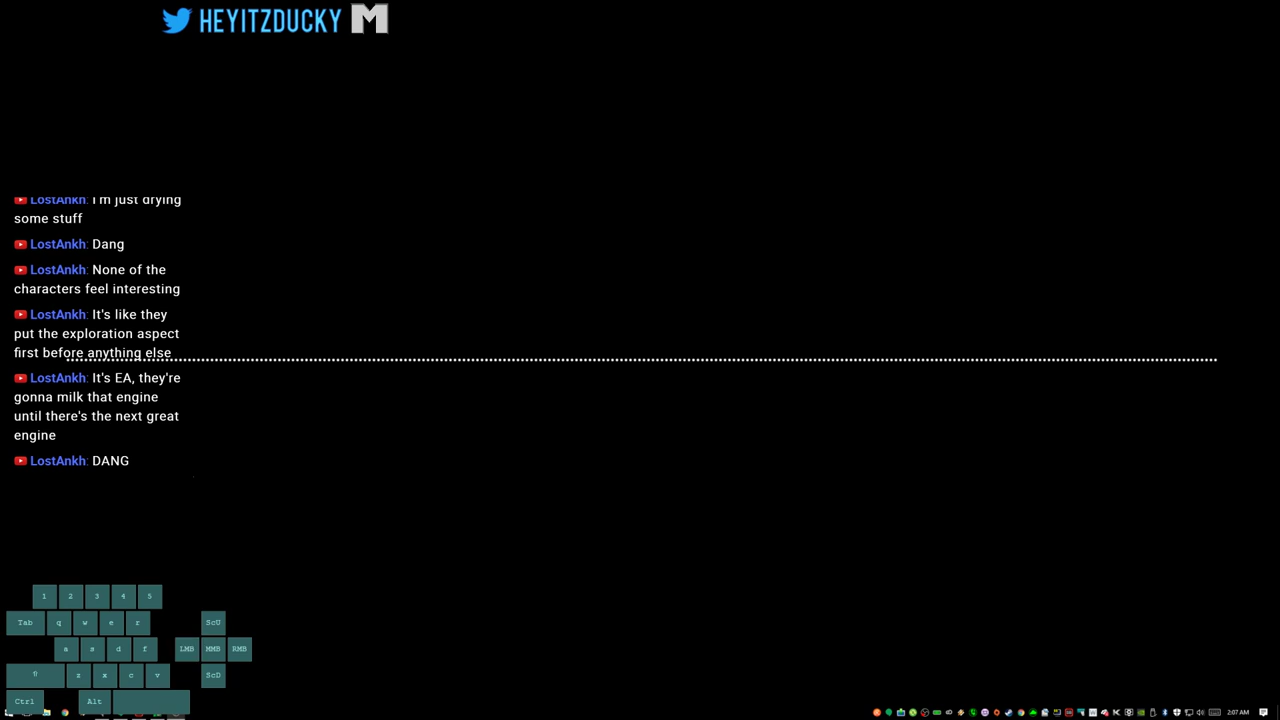 HEYITZDUCKY M
LostAnkh: I'm just drying
some stuff
LostAnkh: Dang
LostAnkh: None of the
characters feel interesting
LostAnkh: It's like they
put the exploration aspect
first before anything else
LostAnkh: It's EA, they're
gonna milk that engine
until there's the next great
engine
LostAnkh: DANG
1 2 3 4 5
Tab q w e r ScU
a s d f LMB MMB RMB
⇑ z x c v ScD
Ctrl Alt
2:07 AM